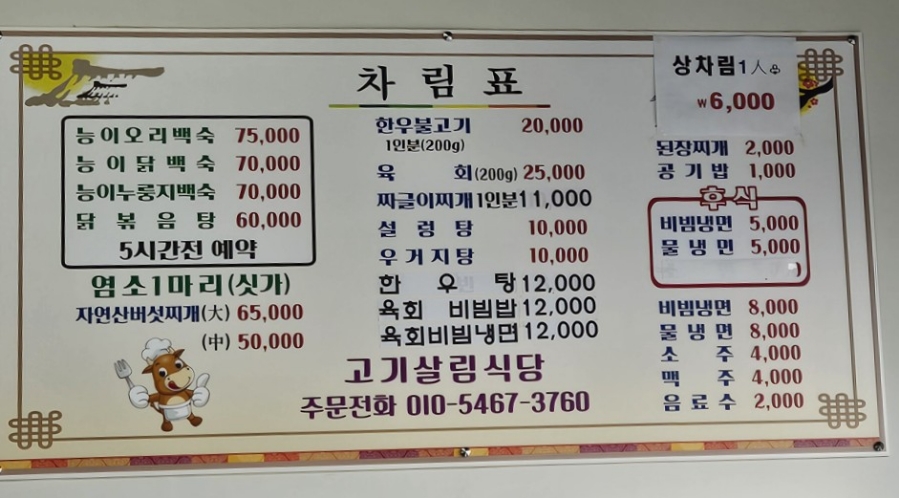 차림표
능이오리백숙 75,000
능이닭백숙 70,000
능이누룽지백숙 70,000
닭볶음탕 60,000
5시간전 예약
염소1마리(싯가)
자연산버섯찌개(大) 65,000
(中) 50,000
한우불고기 20,000
1인분(200g)
육회(200g) 25,000
짜글이찌개1인분 11,000
설렁탕 10,000
우거지탕 10,000
한우탕 12,000
육회 비빔밥 12,000
육회비빔냉면 12,000
고기살림식당
주문전화 010-5467-3760
상차림1人
₩6,000
된장찌개 2,000
공기밥 1,000
후식
비빔냉면 5,000
물냉면 5,000
비빔냉면 8,000
물냉면 8,000
소주 4,000
맥주 4,000
음료수 2,000